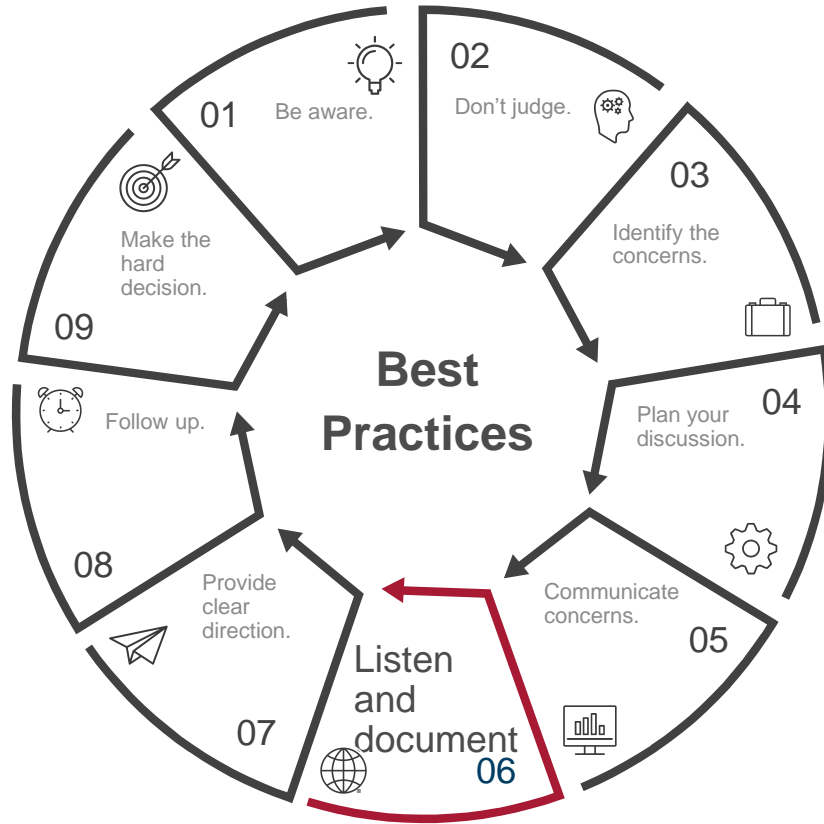 Best
Practices
01
Be aware.
02
Don't judge.
03
Identify the
concerns.
04
Plan your
discussion.
05
Communicate
concerns.
06
Listen
and
document
07
Provide
clear
direction.
08
Follow up.
09
Make the
hard
decision.